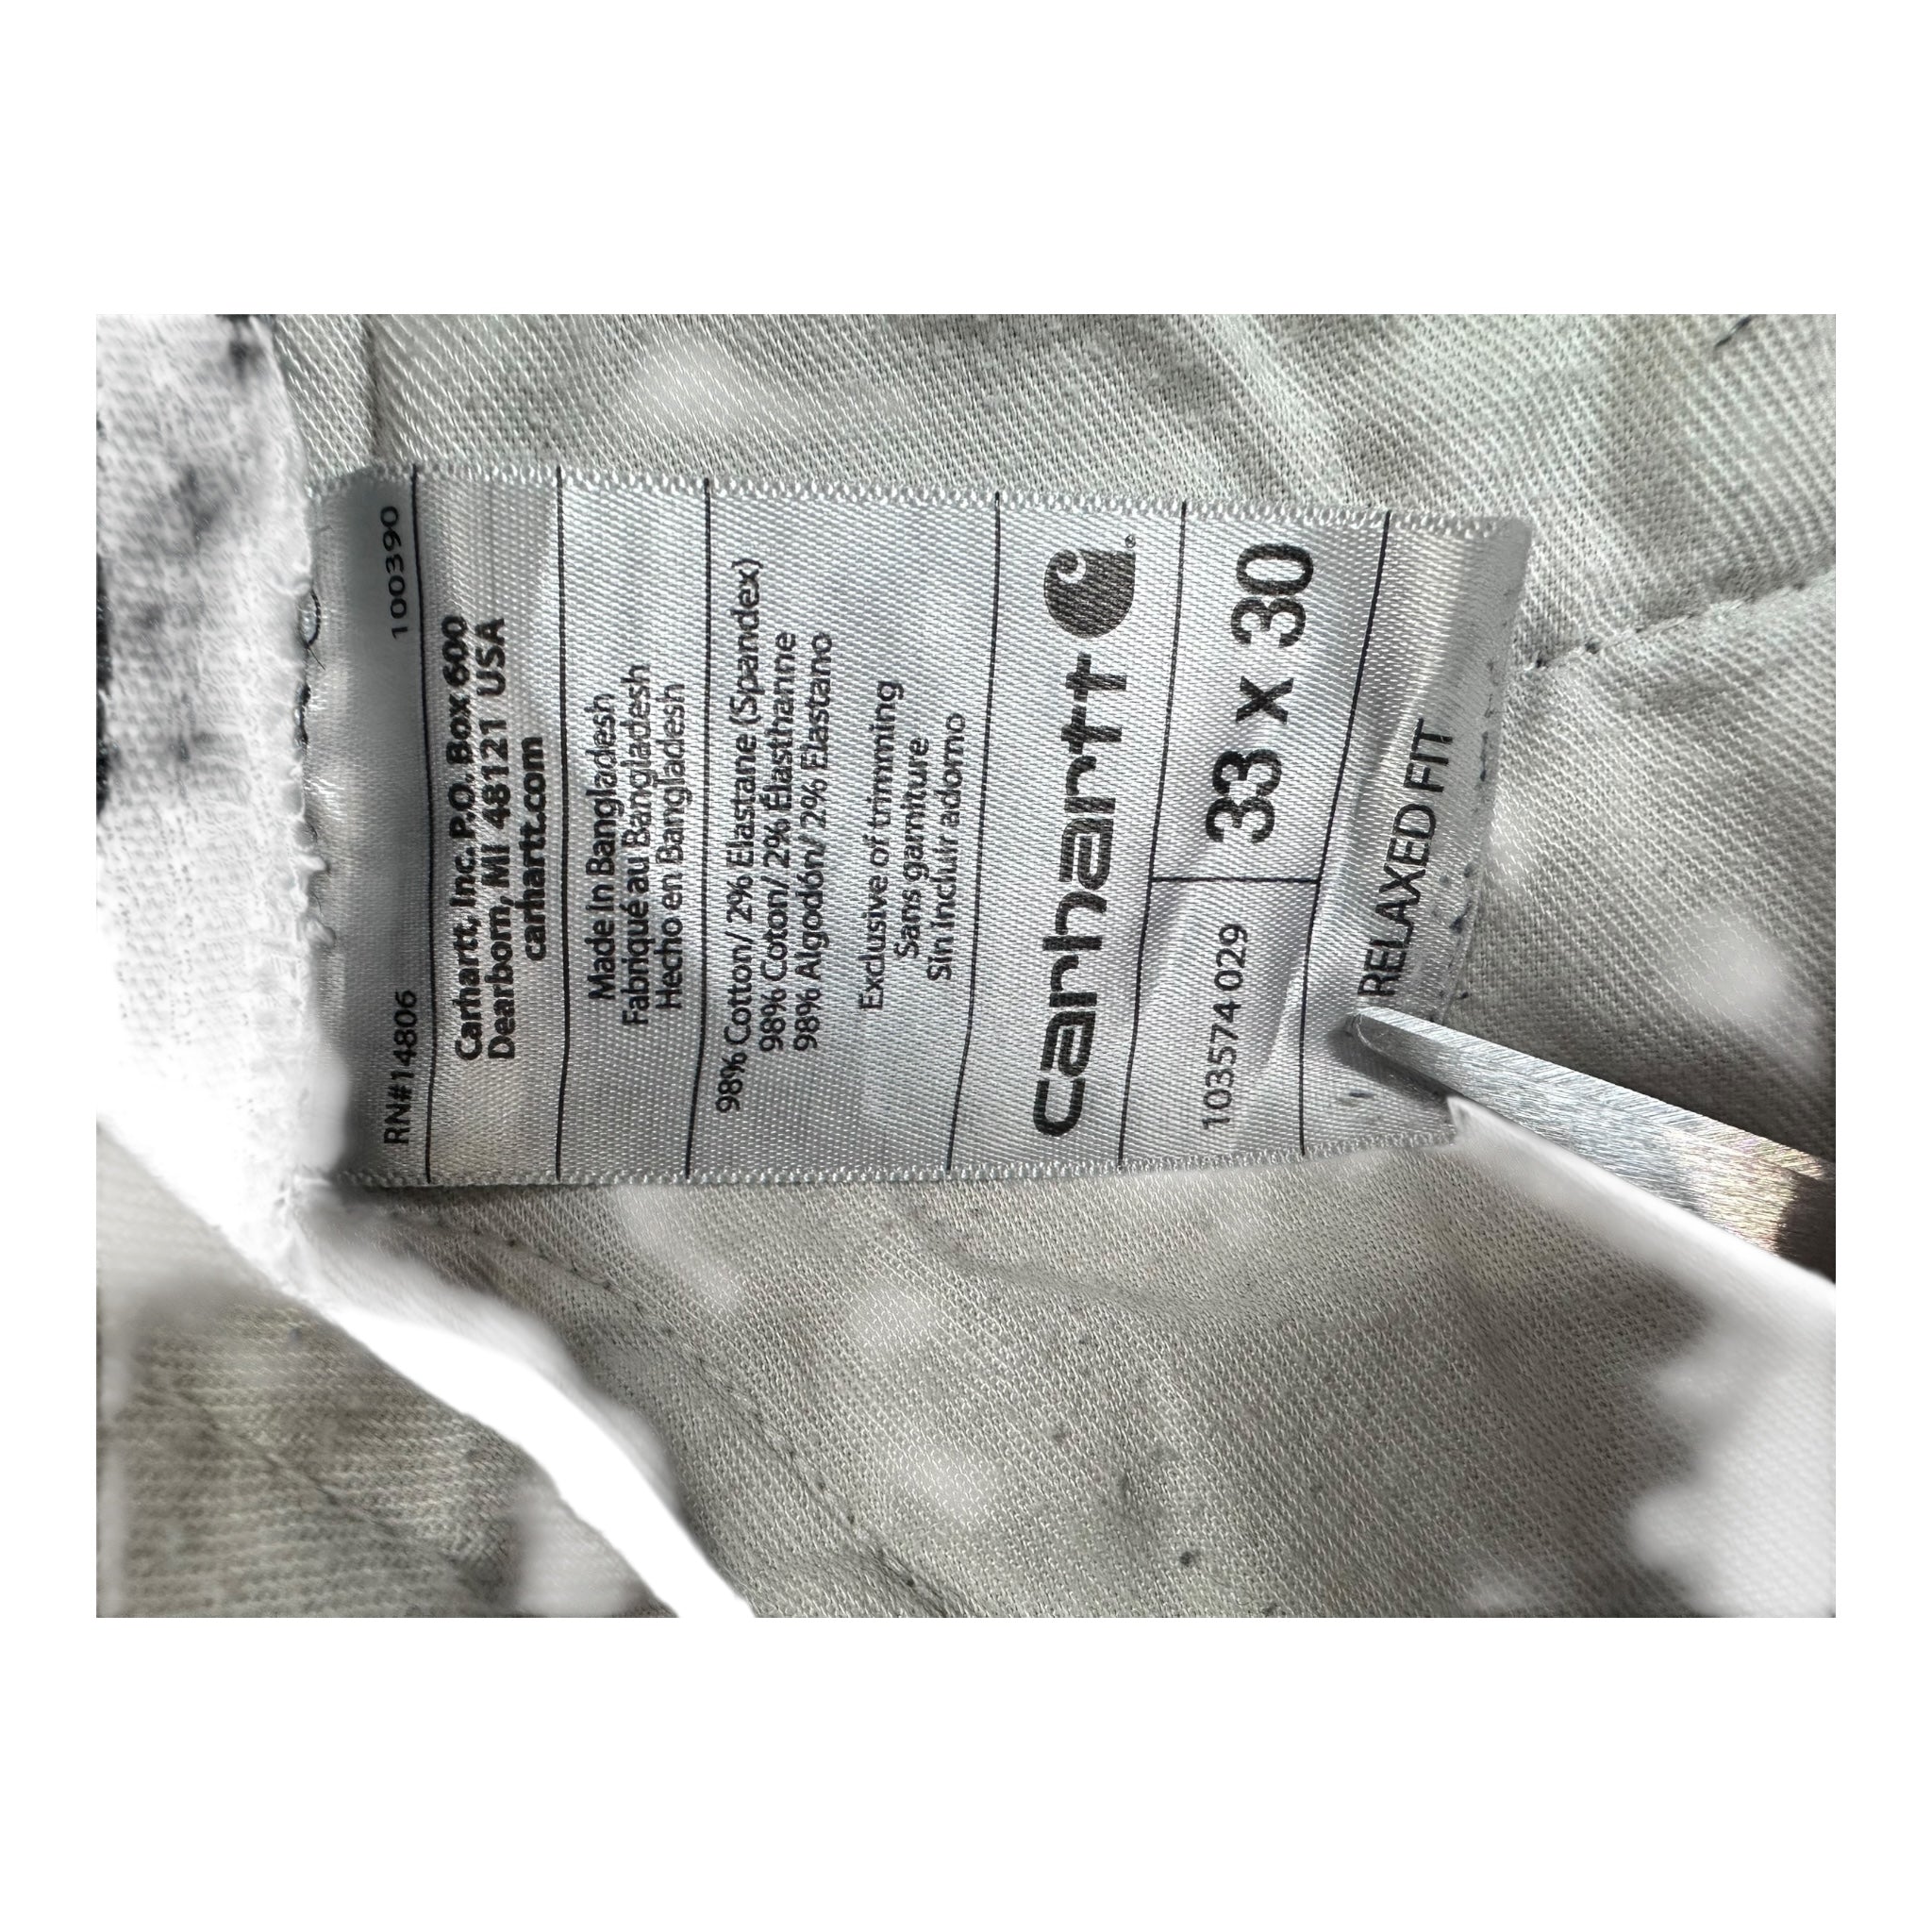 RN#14806 100390
Carhartt, Inc. P.O. Box 600
Dearborn, MI 48121 USA
carhartt.com
Made in Bangladesh
Fabriqué au Bangladesh
Hecho en Bangladesh
98% Cotton/ 2% Elastane (Spandex)
98% Coton/ 2% Élasthanne
98% Algodón/ 2% Elastano
Exclusive of trimming
Sans garniture
Sin incluir adorno
carhartt
103574 029 33 x 30
RELAXED FIT